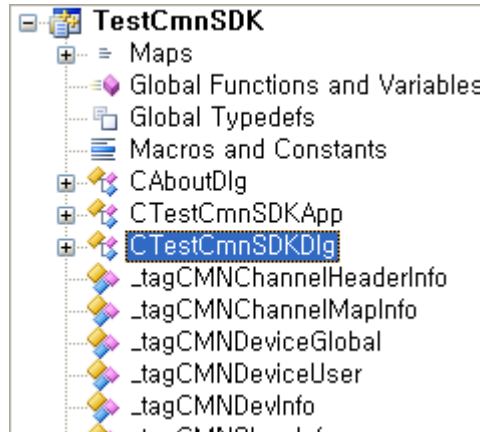 TestCmnSDK
Maps
Global Functions and Variables
Global Typedefs
Macros and Constants
CAboutDlg
CTestCmnSDKApp
CTestCmnSDKDlg
_tagCMNChannelHeaderInfo
_tagCMNChannelMapInfo
_tagCMNDeviceGlobal
_tagCMNDeviceUser
_tagCMNDevInfo